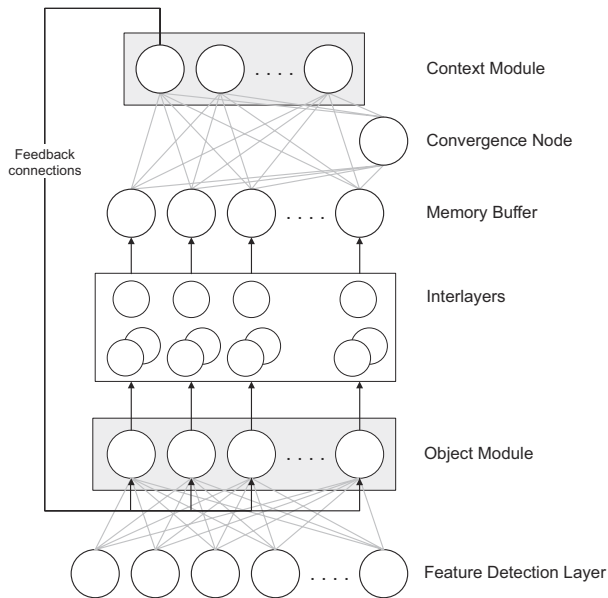 Context Module
Convergence Node
Feedback
connections
Memory Buffer
Interlayers
Object Module
Feature Detection Layer